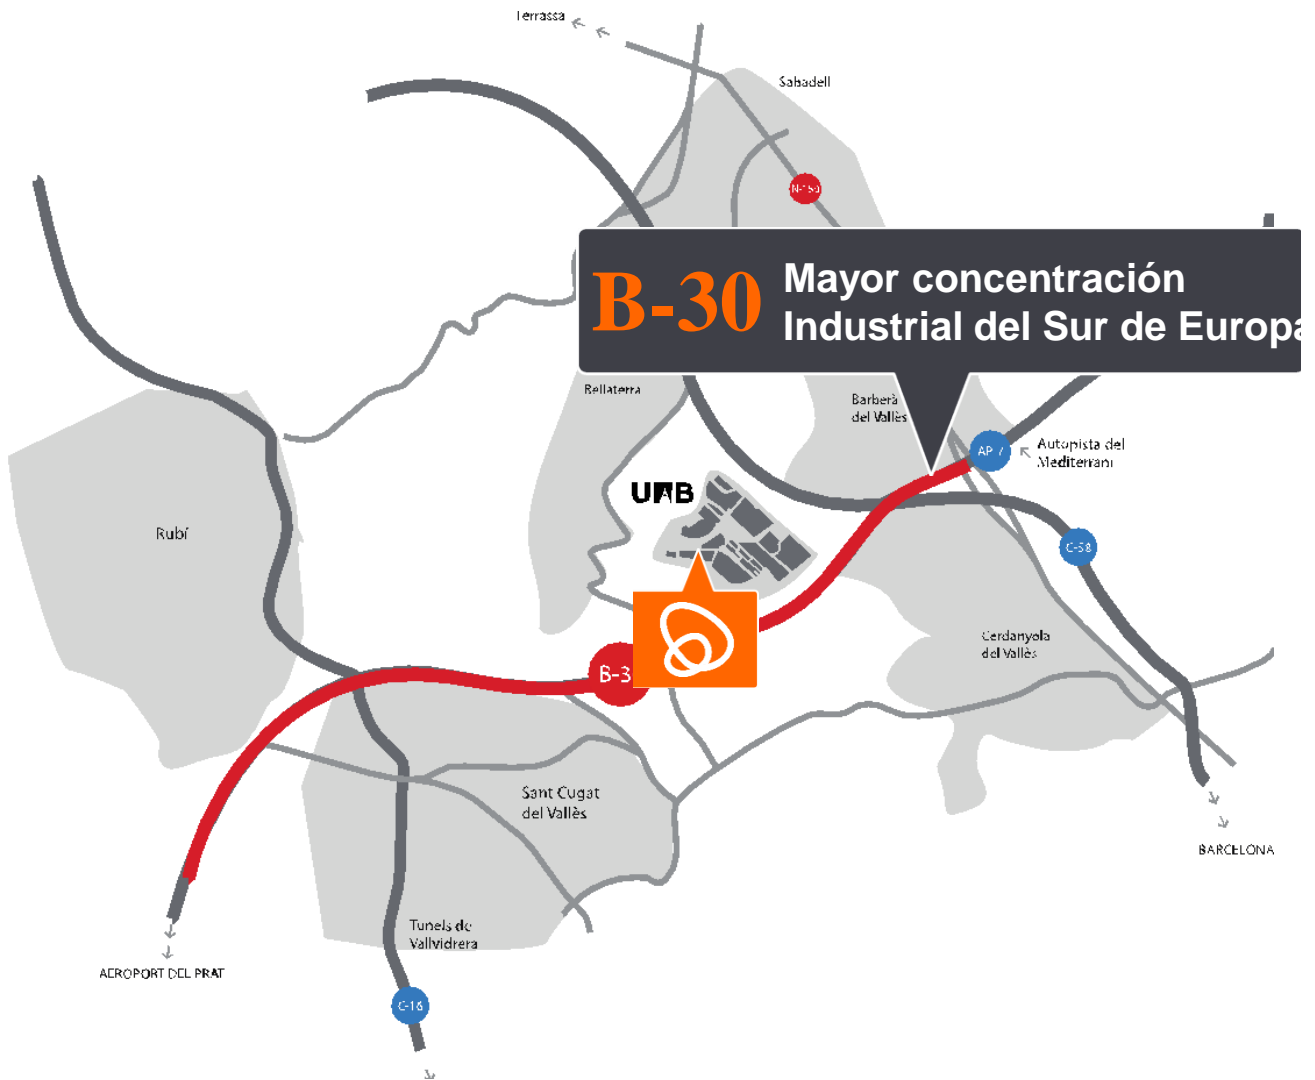 Terrassa
Sabadell
N-150
B-30
Mayor concentración
Industrial del Sur de Europa
Bellaterra
Barberà
del Vallès
AP-7
Autopista del
Mediterrani
UAB
Rubí
C-58
Cerdanyola
del Vallès
B-3
Sant Cugat
del Vallès
BARCELONA
Tunels de
Vallvidrera
AEROPORT DEL PRAT
C-16